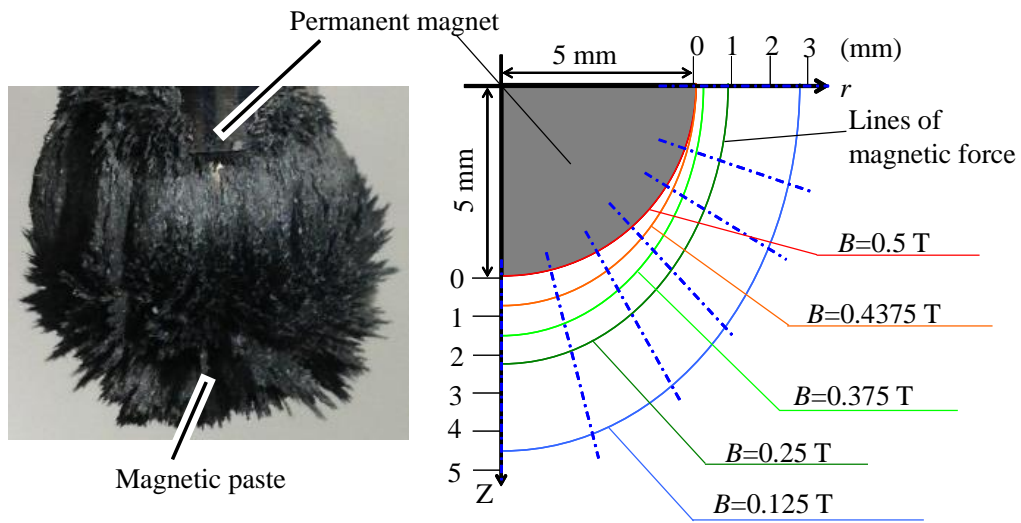 Permanent magnet
Magnetic paste
5 mm
0 1 2 3 (mm)
r
5 mm
Lines of
magnetic force
B=0.5 T
B=0.4375 T
B=0.375 T
B=0.25 T
B=0.125 T
0
1
2
3
4
5
Z